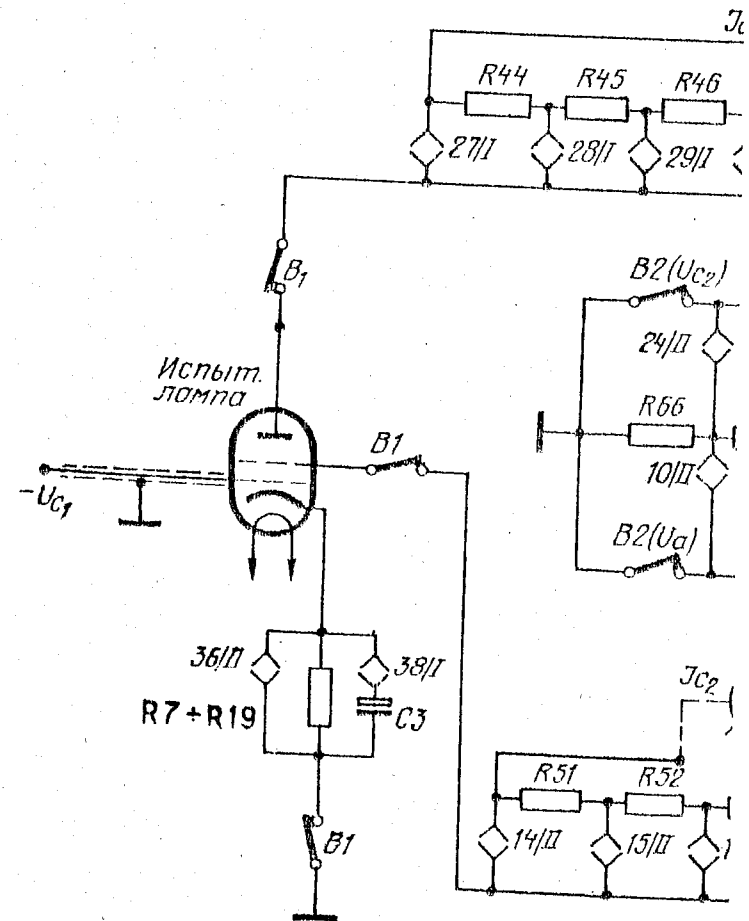 R44
R45
R46
27/I
28/I
29/I
B1
B2(Uc2)
24/II
Испыт.
лампа
R66
B1
10/II
-Uc1
B2(Ua)
36/II
38/I
R7÷R19
C3
Jc2
R51
R52
B1
14/II
15/II